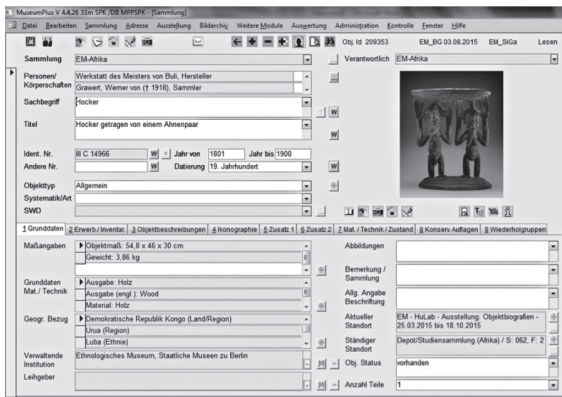 MuseumPlus V 4.4.26 31m SPK /DB MPPSPK - [Sammlung]
Datei Bearbeiten Sammlung Adresse Ausstellung Bildarchiv Weitere Module Auswertung Administration Kontrolle Fenster Hilfe
Obj. Id 209353 EM_BG 03.08.2015 EM_SiGa Lesen
Sammlung EM-Afrika Verantwortlich EM-Afrika
Personen/ Werkstatt des Meisters von Buli, Hersteller
Körperschaften Grawert, Werner von († 1918), Sammler
Sachbegriff Hocker
W
Titel Hocker getragen von einem Ahnenpaar
W
Ident. Nr. III C 14966 W Jahr von 1801 Jahr bis 1900
Andere Nr. W Datierung 19. Jahrhundert W
Objekttyp Allgemein
Systematik/Art
SWD
1 Grunddaten 2 Erwerb./Inventar. 3 Objektbeschreibungen 4 Ikonographie 5 Zusatz 1 6 Zusatz 2 7 Mat./Technik / Zustand 8 Konserv. Auflagen 9 Wiederholgruppen
Maßangaben Objektmaß: 54,8 x 46 x 30 cm Abbildungen
Gewicht: 3,86 kg
Bemerkung /
Sammlung
Grunddaten Ausgabe: Holz
Mat./ Technik Ausgabe (engl.): Wood Allg. Angabe
Material: Holz Beschriftung
Geogr. Bezug Demokratische Republik Kongo (Land/Region) Aktueller EM - HuLab - Ausstellung: Objektbiografien -
Urua (Region) Standort 25.03.2015 bis 18.10.2015
Luba (Ethnie) Ständiger Depot/Studiensammlung (Afrika) / S: 062, F: 2
Standort
Verwaltende Ethnologisches Museum, Staatliche Museen zu Berlin
Institution Obj. Status vorhanden
Leihgeber
Anzahl Teile 1